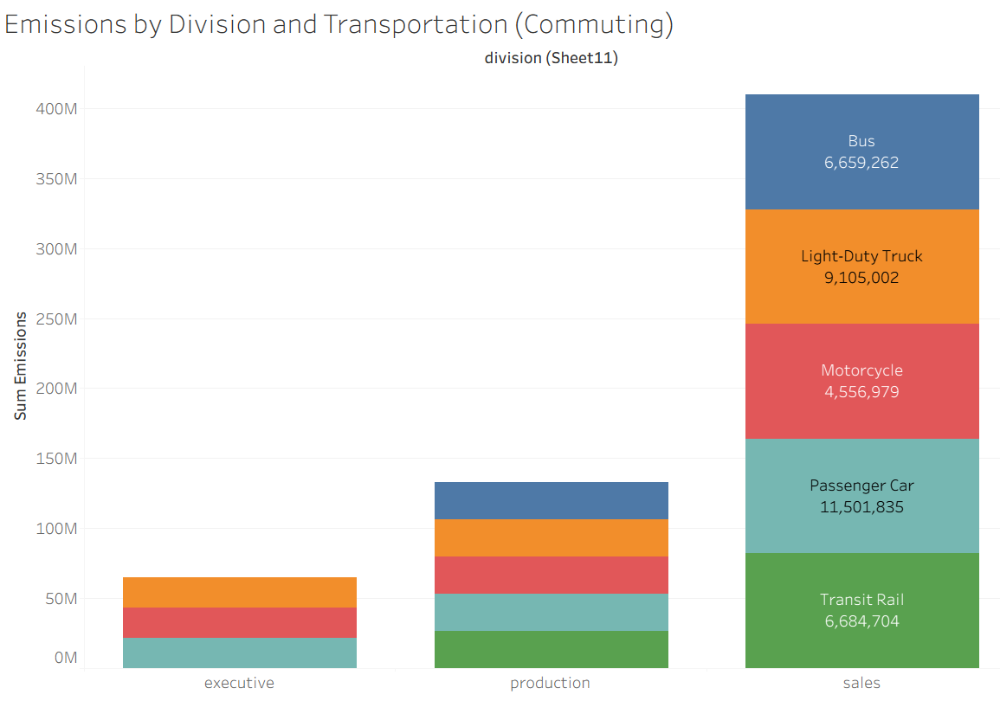 Emissions by Division and Transportation (Commuting)
division (Sheet11)
400M
350M
300M
250M
200M
150M
100M
50M
0M
Sum Emissions
Bus
6,659,262
Light-Duty Truck
9,105,002
Motorcycle
4,556,979
Passenger Car
11,501,835
Transit Rail
6,684,704
executive
production
sales